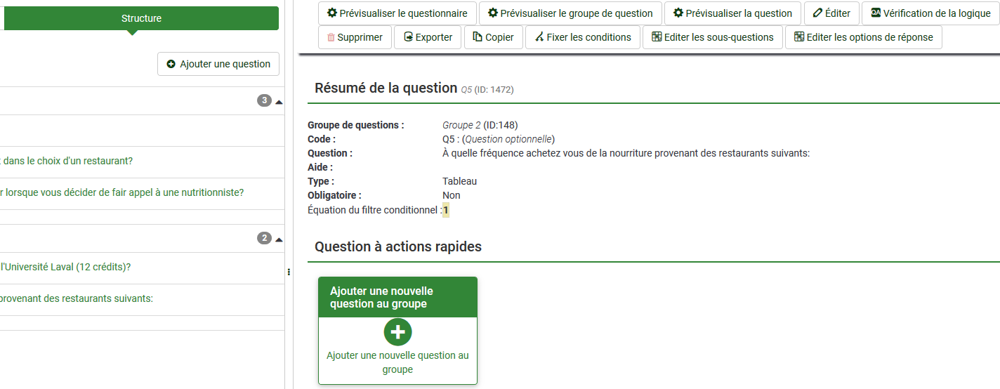 Structure
Ajouter une question
3
dans le choix d'un restaurant?
r lorsque vous décider de fair appel à une nutritionniste?
2
l'Université Laval (12 crédits)?
provenant des restaurants suivants:
Prévisualiser le questionnaire Prévisualiser le groupe de question Prévisualiser la question Éditer Vérification de la logique
Supprimer Exporter Copier Fixer les conditions Editer les sous-questions Editer les options de réponse
Résumé de la question Q5 (ID: 1472)
Groupe de questions : Groupe 2 (ID:148)
Code : Q5 : (Question optionnelle)
Question : À quelle fréquence achetez vous de la nourriture provenant des restaurants suivants:
Aide :
Type : Tableau
Obligatoire : Non
Équation du filtre conditionnel :1
Question à actions rapides
Ajouter une nouvelle
question au groupe
Ajouter une nouvelle question au
groupe